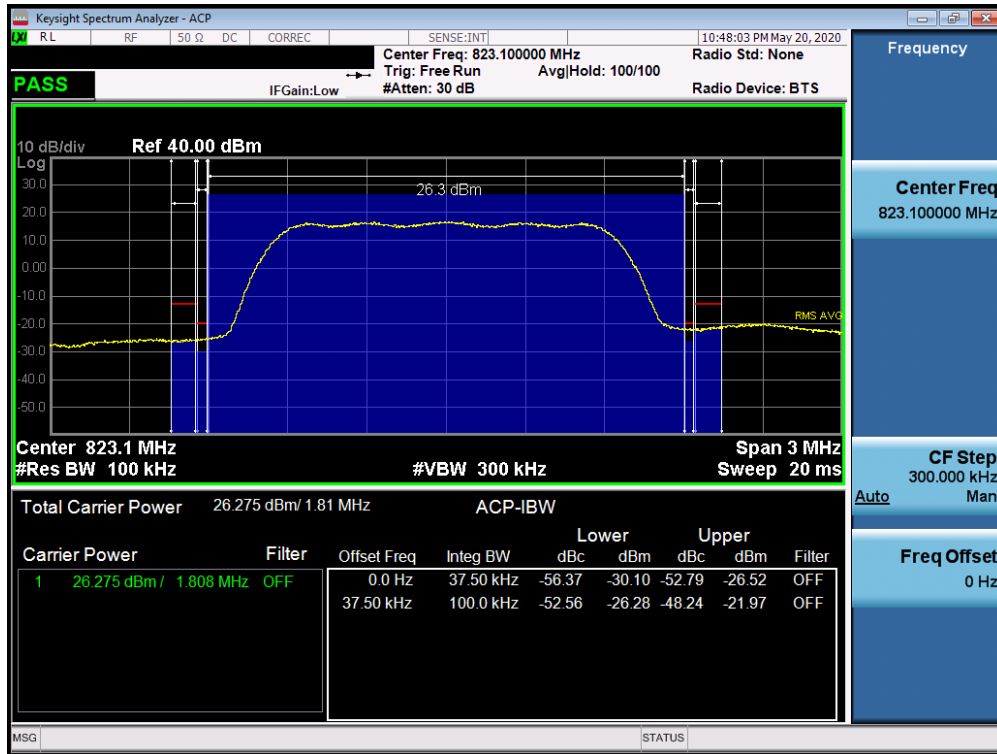 Keysight Spectrum Analyzer - ACP
LXI RL RF 50 Ω DC CORREC SENSE:INT 10:48:03 PM May 20, 2020
Center Freq: 823.100000 MHz Radio Std: None
Trig: Free Run Avg|Hold: 100/100
PASS IFGain:Low #Atten: 30 dB Radio Device: BTS
10 dB/div Ref 40.00 dBm
Log
30.0
20.0
10.0
0.00
-10.0
-20.0
-30.0
-40.0
-50.0
26.3 dBm
RMS AVG
Center 823.1 MHz Span 3 MHz
#Res BW 100 kHz #VBW 300 kHz Sweep 20 ms
Total Carrier Power 26.275 dBm/ 1.81 MHz ACP-IBW
Lower Upper
Carrier Power Filter Offset Freq Integ BW dBc dBm dBc dBm Filter
1 26.275 dBm / 1.808 MHz OFF 0.0 Hz 37.50 kHz -56.37 -30.10 -52.79 -26.52 OFF
37.50 kHz 100.0 kHz -52.56 -26.28 -48.24 -21.97 OFF
MSG STATUS
Frequency
Center Freq
823.100000 MHz
CF Step
300.000 kHz
Auto Man
Freq Offset
0 Hz